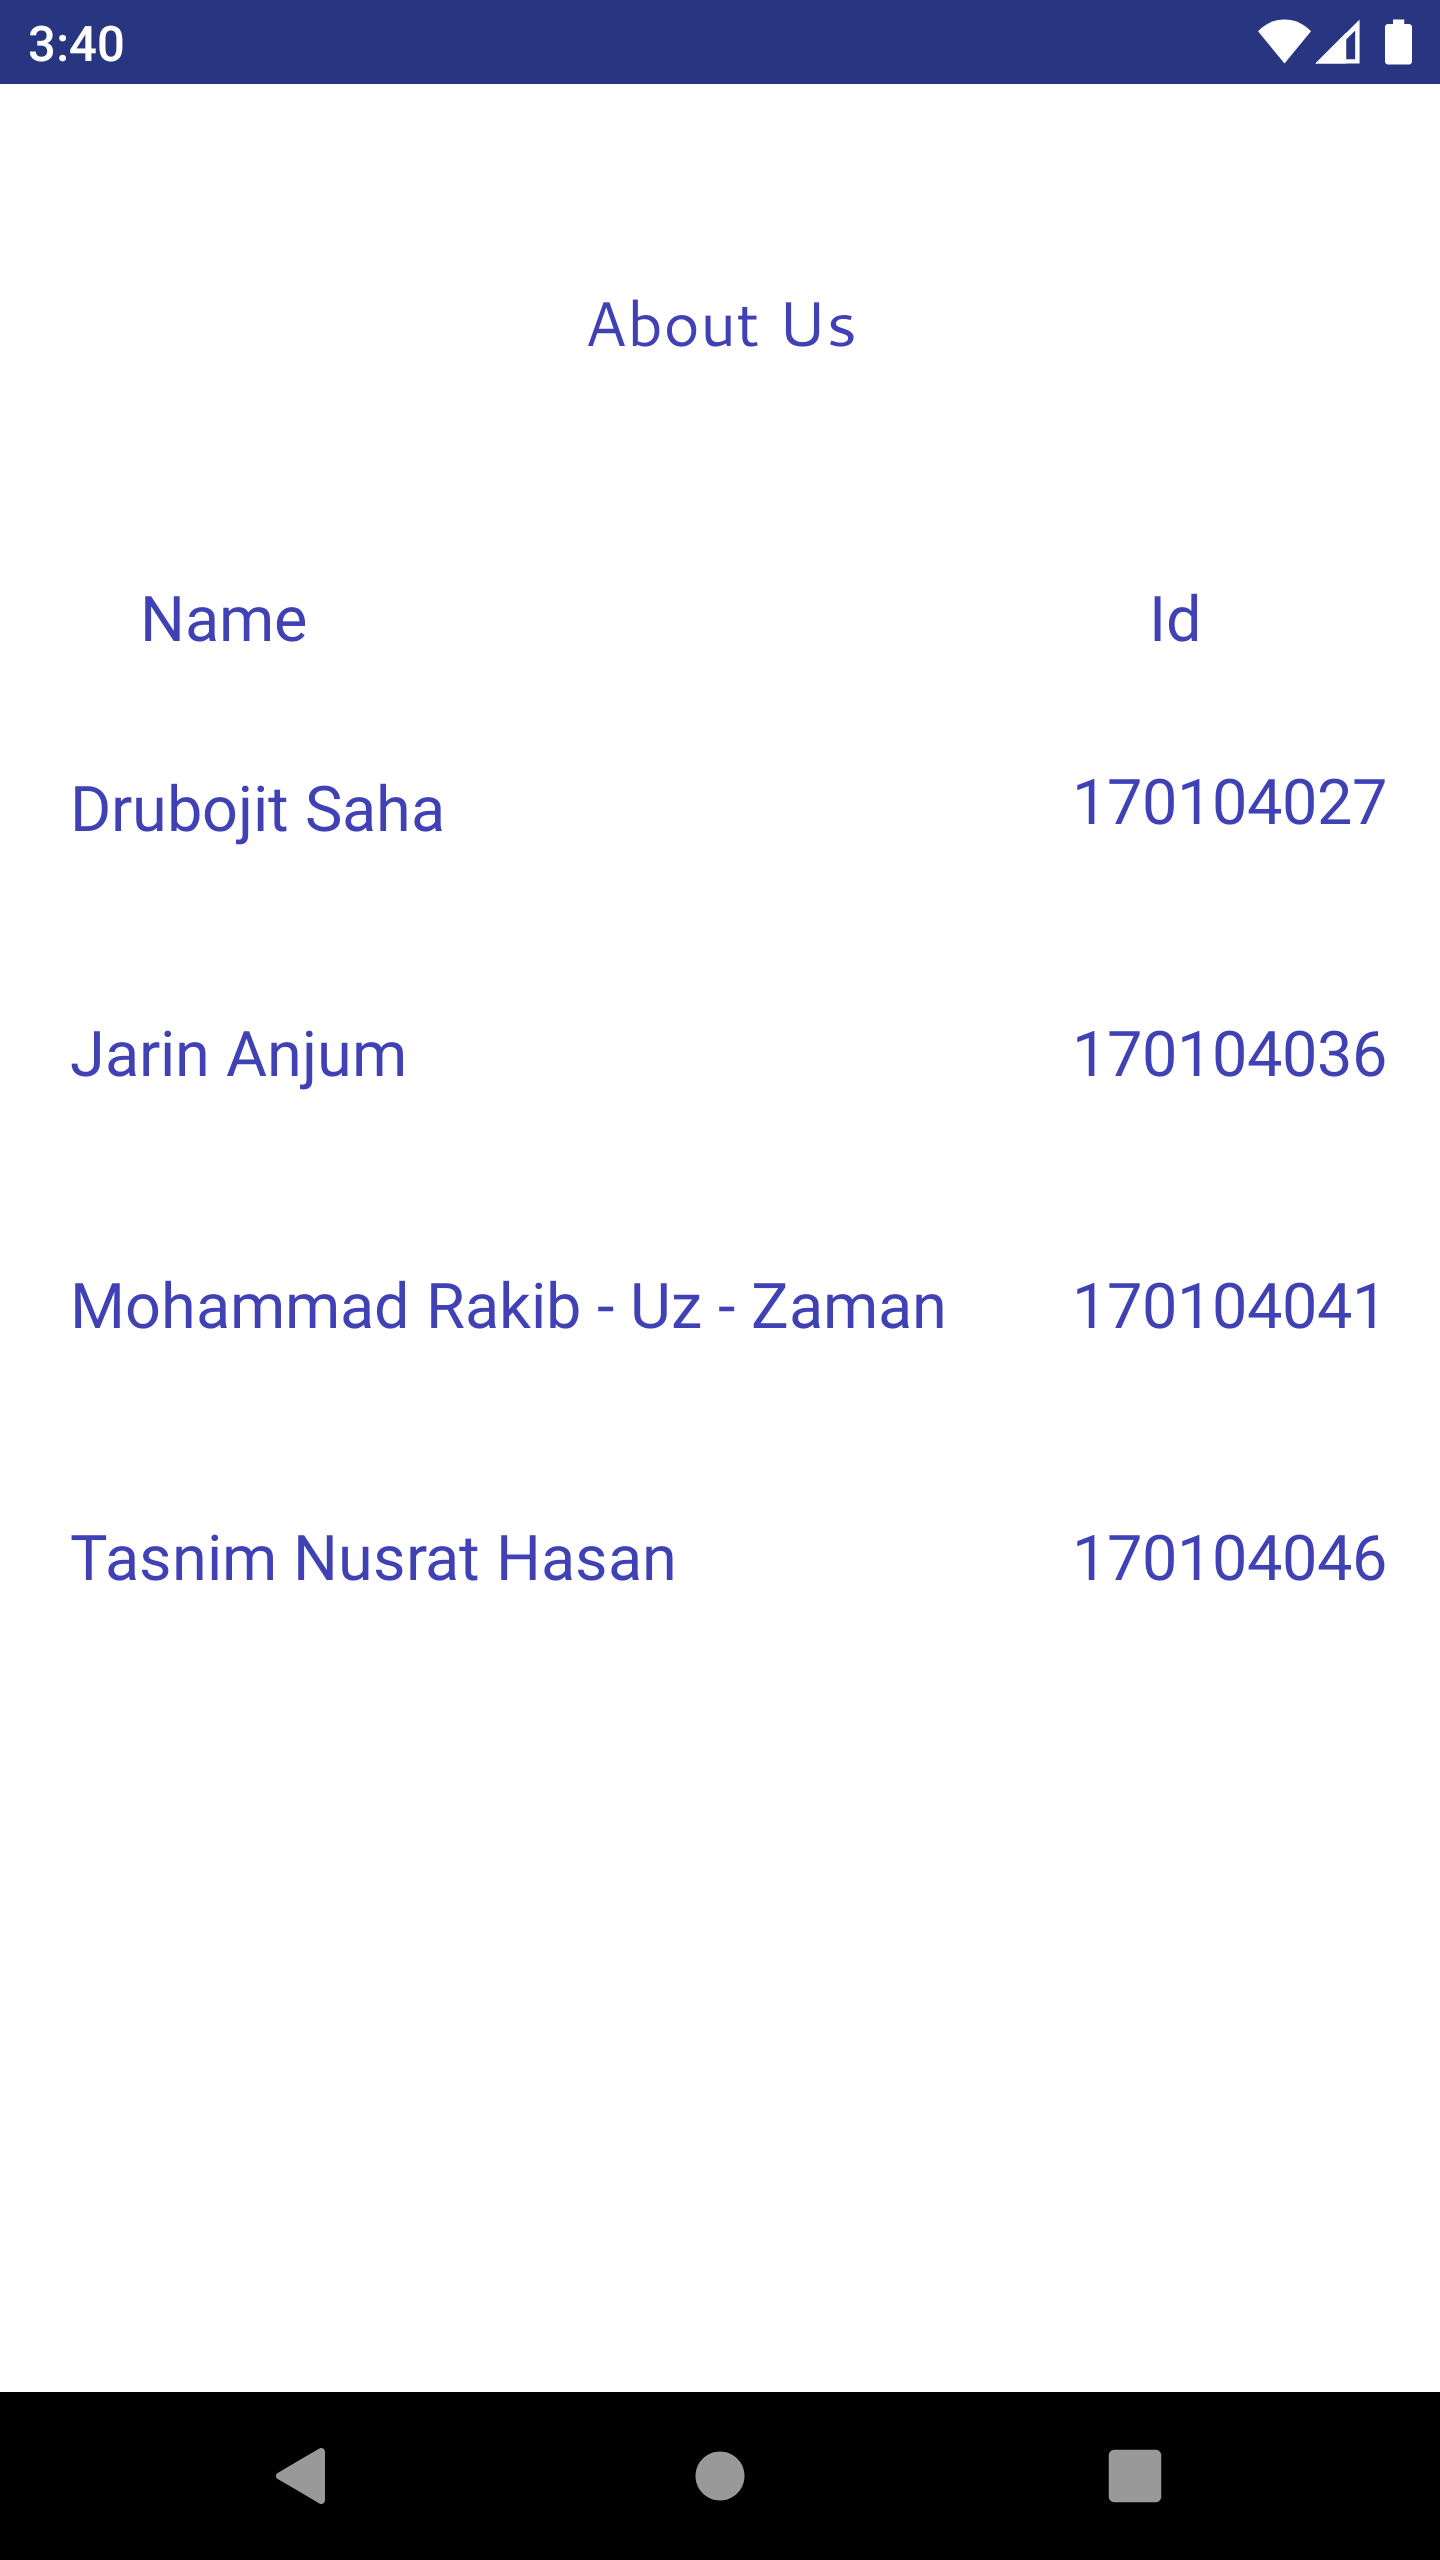 3:40
About Us
Name Id
Drubojit Saha 170104027
Jarin Anjum 170104036
Mohammad Rakib - Uz - Zaman 170104041
Tasnim Nusrat Hasan 170104046